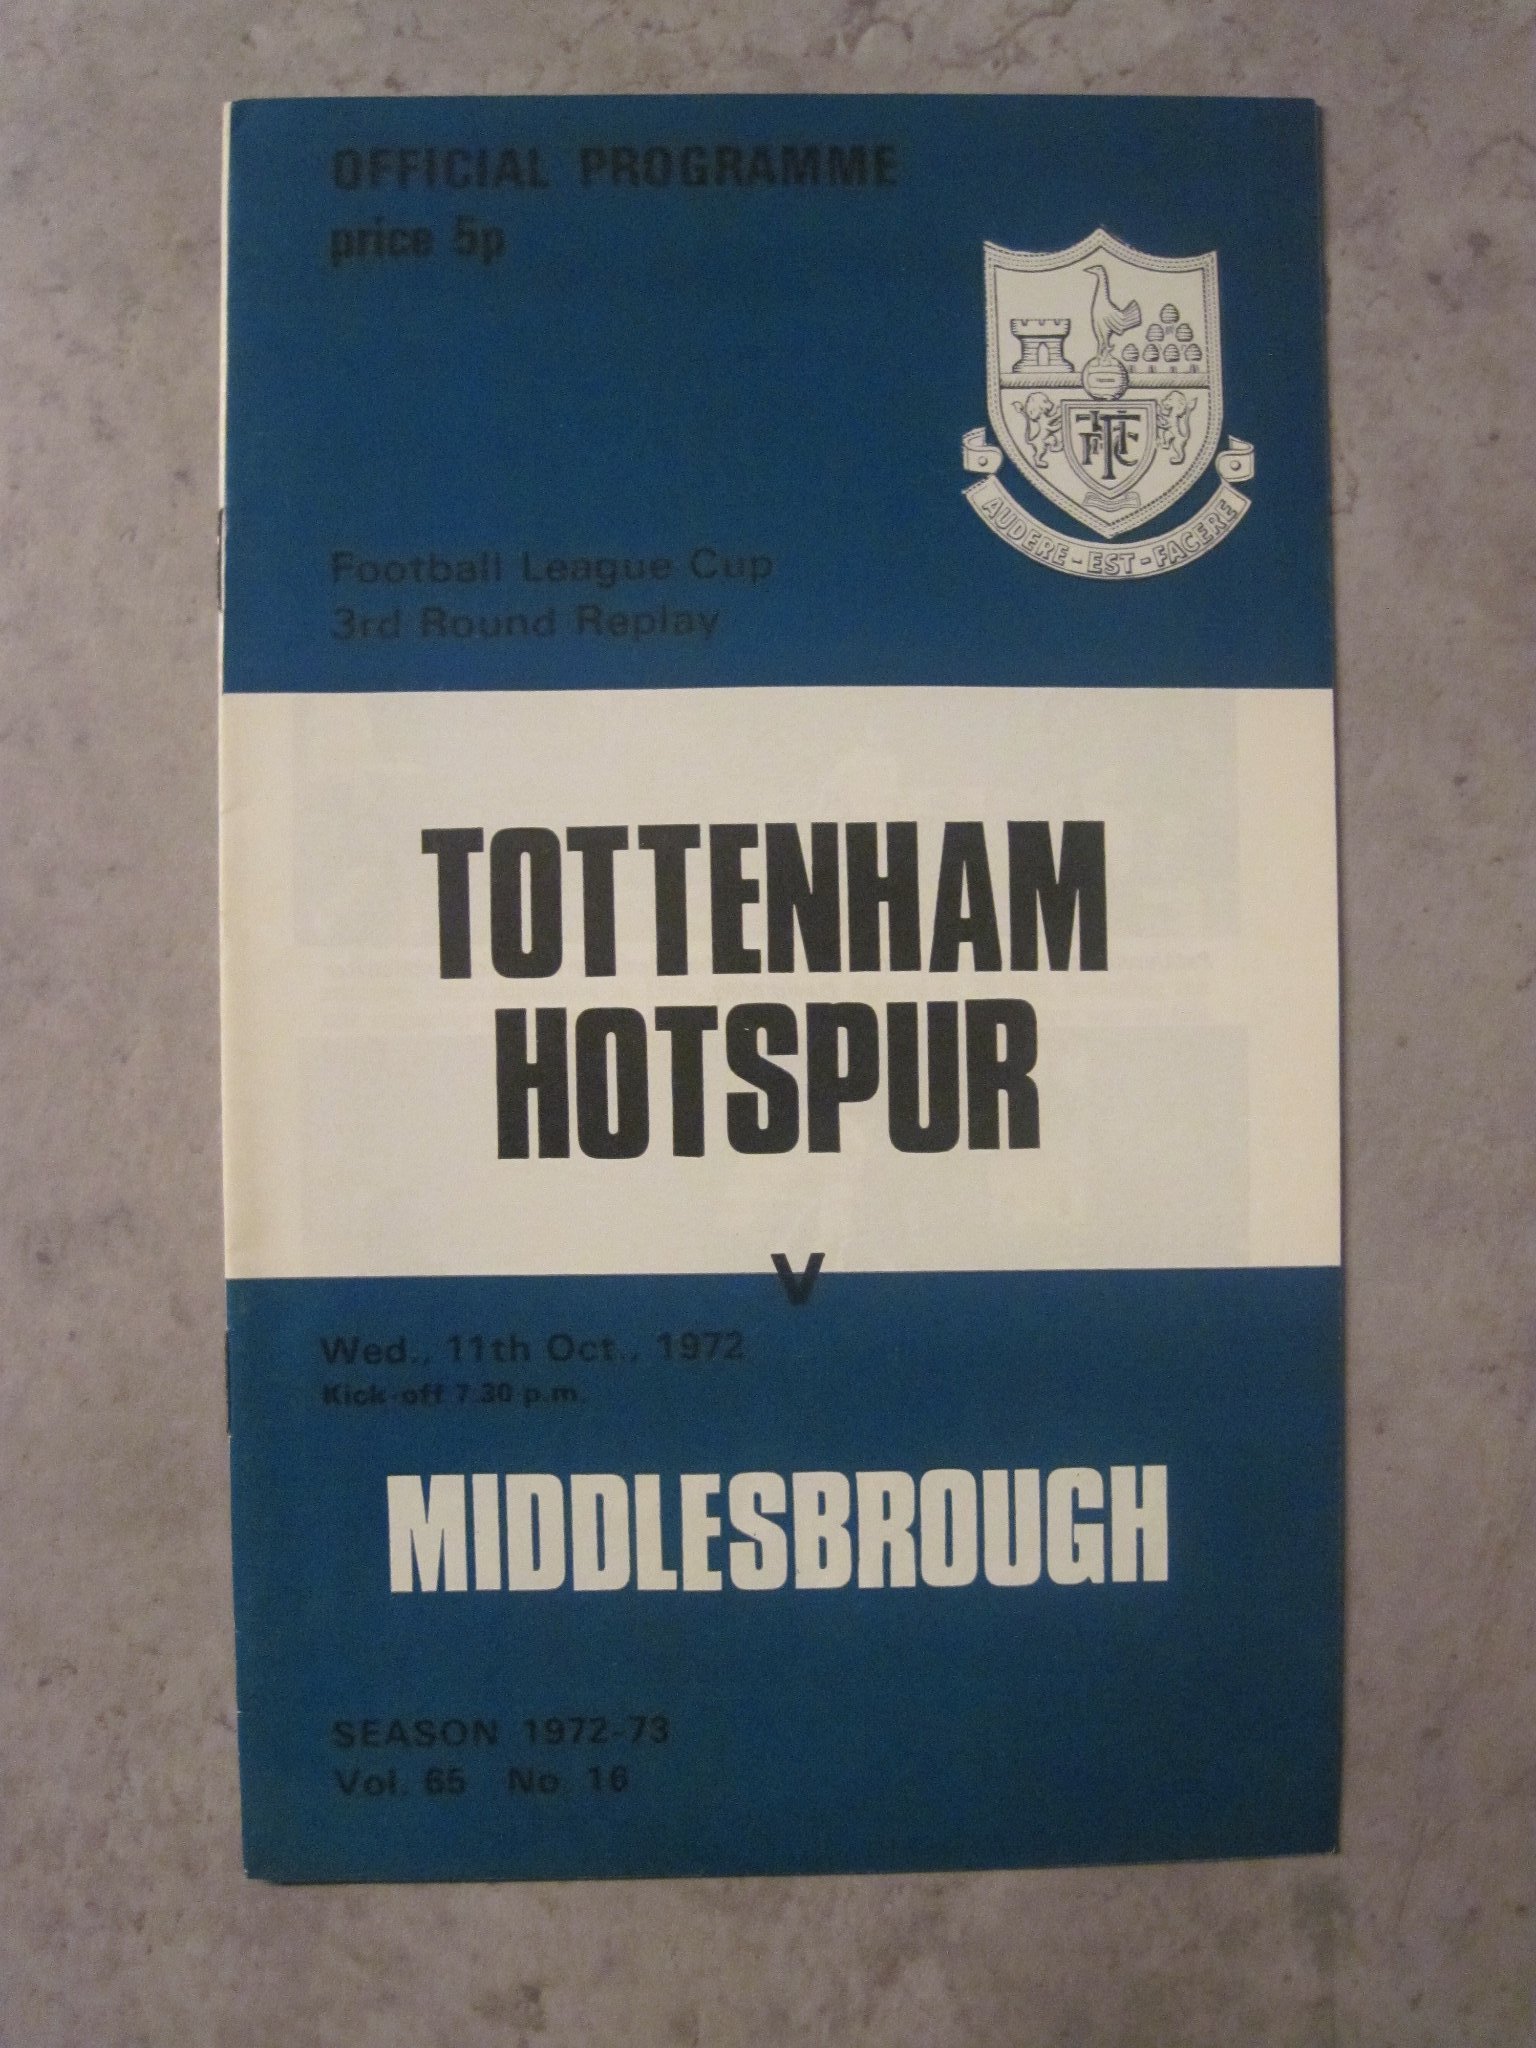 OFFICIAL PROGRAMME
price 5p
Football League Cup
3rd Round Replay
AUDERE - EST - FACERE
TOTTENHAM
HOTSPUR
v
Wed., 11th Oct., 1972
Kick-off 7.30 p.m.
MIDDLESBROUGH
SEASON 1972-73
Vol. 65 No. 16